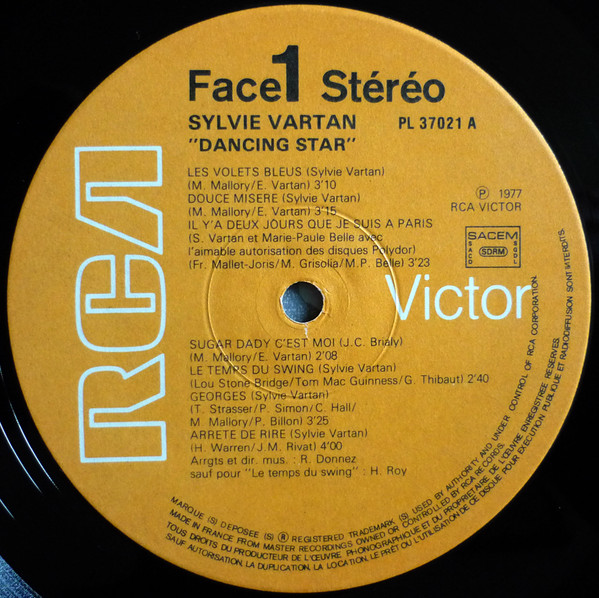 Face 1 Stéréo
SYLVIE VARTAN PL 37021 A
"DANCING STAR"
LES VOLETS BLEUS (Sylvie Vartan)
(M. Mallory/E. Vartan) 3'10
DOUCE MISERE (Sylvie Vartan)
(M. Mallory/E. Vartan) 3'15
IL Y'A DEUX JOURS QUE JE SUIS A PARIS
(S. Vartan et Marie-Paule Belle avec
l'aimable autorisation des disques Polydor)
(Fr. Mallet-Joris/M. Grisolia/M.P. Belle) 3'23
Ⓟ 1977
RCA VICTOR
SACEM
SACD SDRM SGDL
RCA
Victor
SUGAR DADY C'EST MOI (J.C. Brialy)
(M. Mallory/E. Vartan) 2'08
LE TEMPS DU SWING (Sylvie Vartan)
(Lou Stone Bridge/Tom Mac Guinness/G. Thibaut) 2'40
GEORGES (Sylvie Vartan)
(T. Strasser/P. Simon/C. Hall/
M. Mallory/P. Billon) 3'25
ARRETE DE RIRE (Sylvie Vartan)
(H. Warren/J.M. Rivat) 4'00
Arrgts et dir. mus. : R. Donnez
sauf pour "Le temps du swing" : H. Roy
MARQUE (S) DEPOSEE (S) ® REGISTERED TRADEMARK (S) USED BY AUTHORITY AND UNDER CONTROL OF RCA CORPORATION.
MADE IN FRANCE FROM MASTER RECORDINGS OWNED OR CONTROLLED BY RCA RECORDS.
TOUS DROITS DU PRODUCTEUR DE L'ŒUVRE PHONOGRAPHIQUE ET DU PROPRIETAIRE DE L'ŒUVRE ENREGISTREE RESERVES.
SAUF AUTORISATION, LA DUPLICATION, LA LOCATION, LE PRÊT OU L'UTILISATION DE CE DISQUE POUR EXECUTION PUBLIQUE ET RADIODIFFUSION SONT INTERDITS.